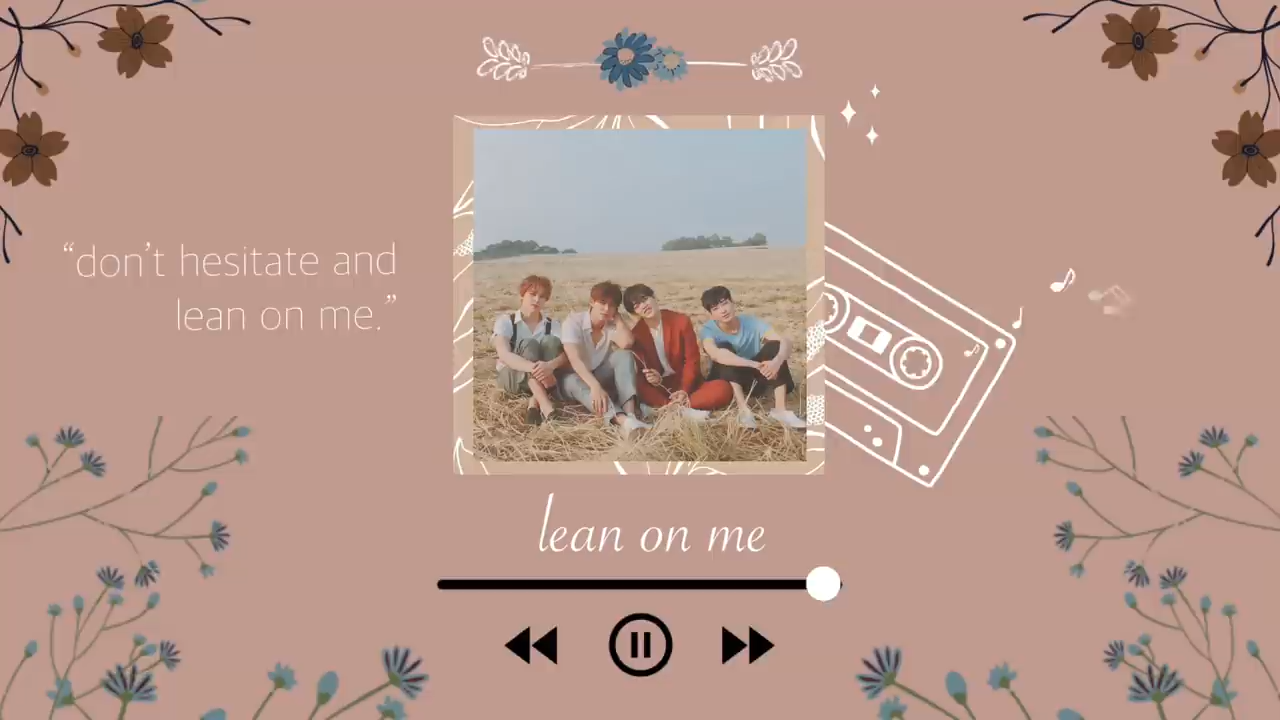 “don’t hesitate and
lean on me.”
lean on me